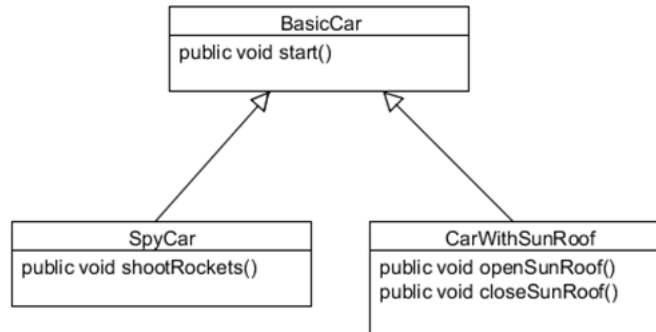 BasicCar
public void start()
SpyCar
public void shootRockets()
CarWithSunRoof
public void openSunRoof()
public void closeSunRoof()